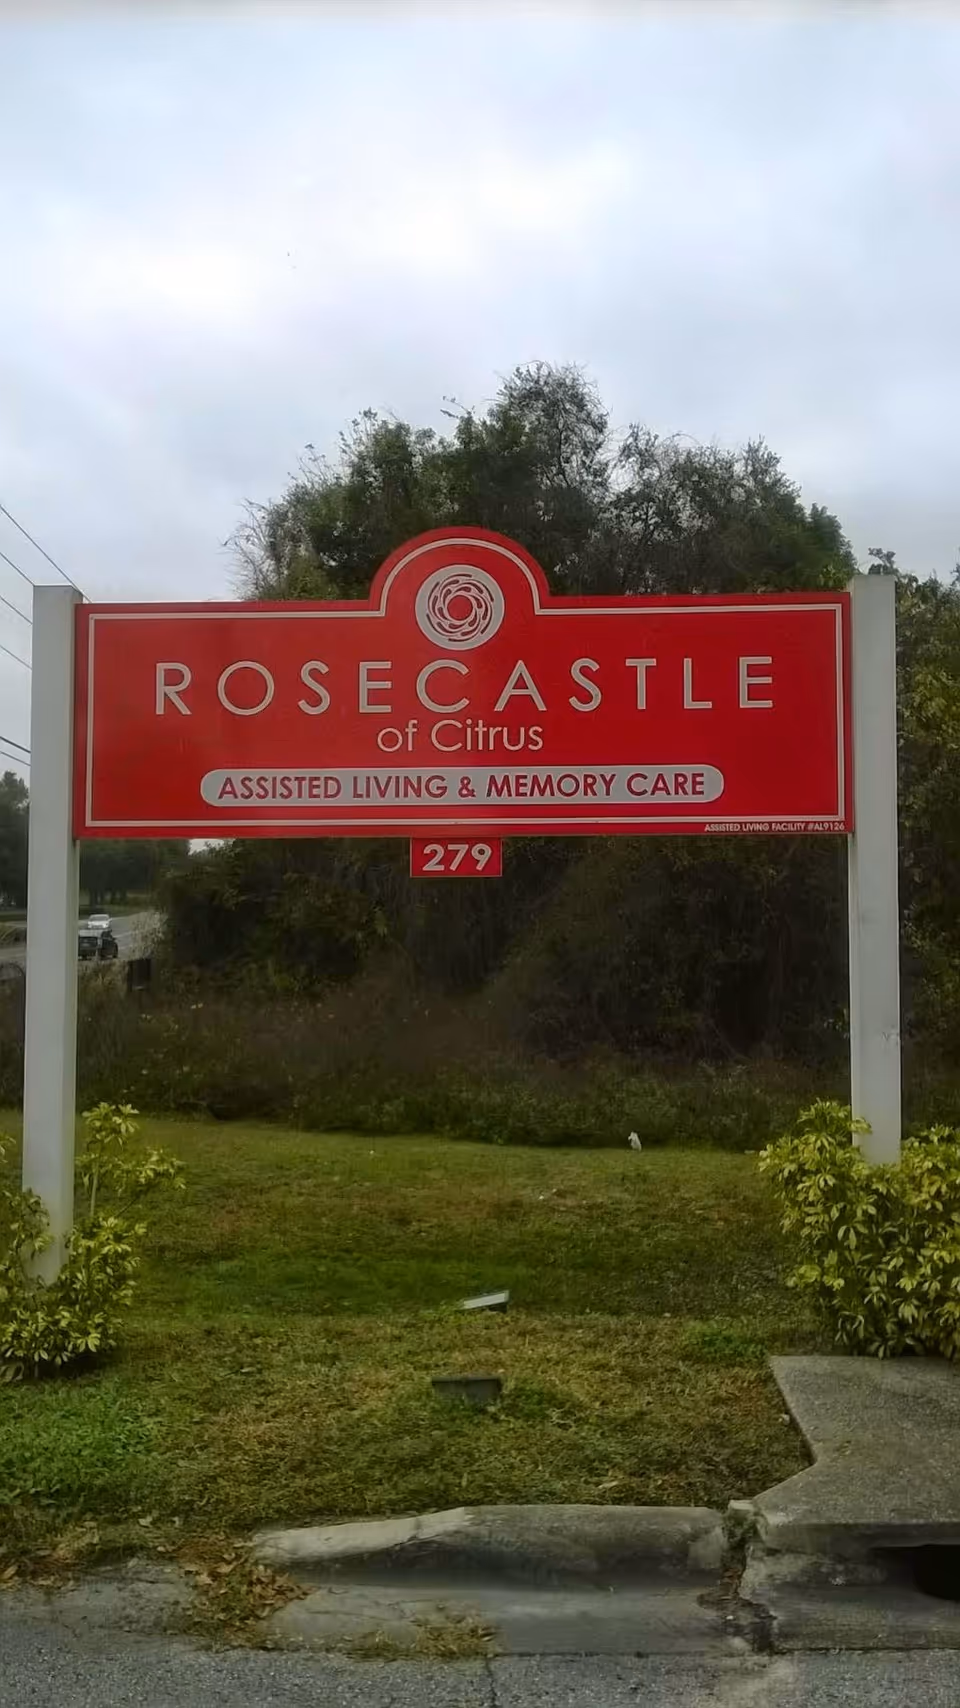 ROSECASTLE
of Citrus
ASSISTED LIVING & MEMORY CARE
ASSISTED LIVING FACILITY #AL9126
279